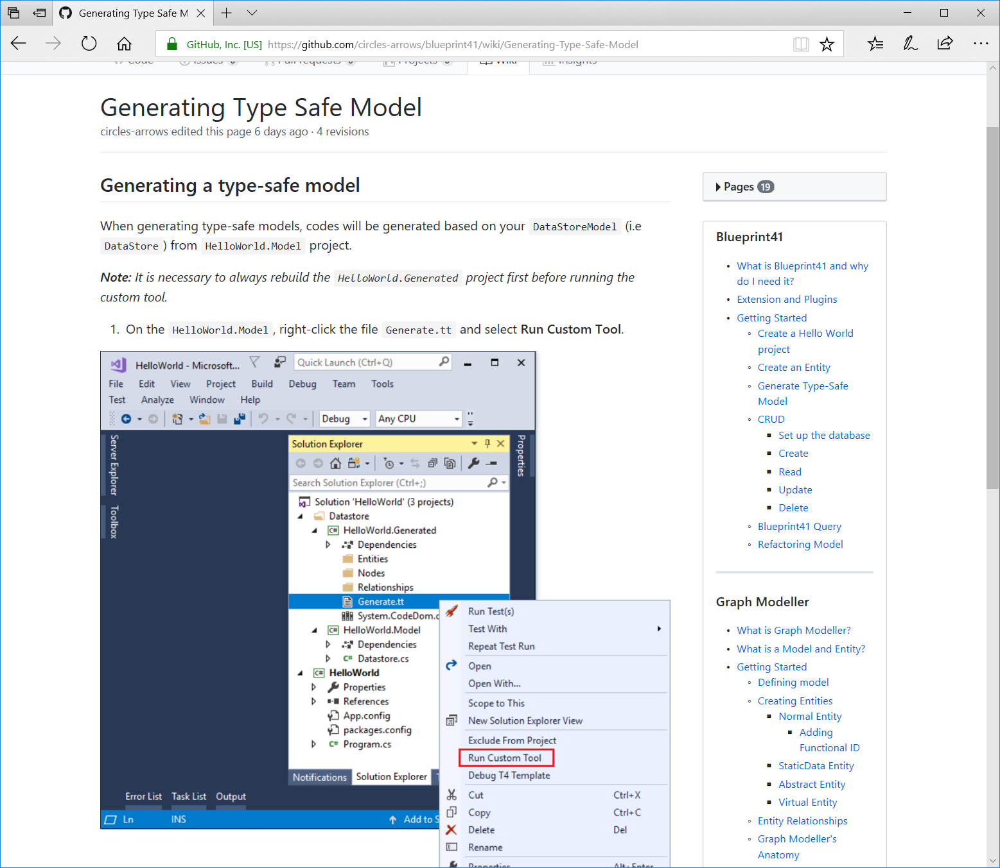 Generating Type Safe M
GitHub, Inc. [US] https://github.com/circles-arrows/blueprint41/wiki/Generating-Type-Safe-Model
Code Issues 0 Pull requests 0 Projects 0 Wiki Insights
Generating Type Safe Model
circles-arrows edited this page 6 days ago · 4 revisions
Generating a type-safe model
When generating type-safe models, codes will be generated based on your DataStoreModel (i.e
DataStore ) from HelloWorld.Model project.
Note: It is necessary to always rebuild the HelloWorld.Generated project first before running the
custom tool.
1. On the HelloWorld.Model , right-click the file Generate.tt and select Run Custom Tool.
HelloWorld - Microsoft...
Quick Launch (Ctrl+Q)
File Edit View Project Build Debug Team Tools
Test Analyze Window Help
Debug Any CPU
Server Explorer
Toolbox
Solution Explorer
Properties
Search Solution Explorer (Ctrl+;)
Solution 'HelloWorld' (3 projects)
Datastore
C# HelloWorld.Generated
Dependencies
Entities
Nodes
Relationships
Generate.tt
System.CodeDom.c
C# HelloWorld.Model
Dependencies
C# Datastore.cs
C# HelloWorld
Properties
References
App.config
packages.config
C# Program.cs
Notifications Solution Explorer T
Error List Task List Output
Ln INS Add to S
Run Test(s)
Test With
Repeat Test Run
Open
Open With...
Scope to This
New Solution Explorer View
Exclude From Project
Run Custom Tool
Debug T4 Template
Cut Ctrl+X
Copy Ctrl+C
Delete Del
Rename
Properties Alt+Enter
Pages 19
Blueprint41
• What is Blueprint41 and why
do I need it?
• Extension and Plugins
• Getting Started
◦ Create a Hello World
project
◦ Create an Entity
◦ Generate Type-Safe
Model
◦ CRUD
▪ Set up the database
▪ Create
▪ Read
▪ Update
▪ Delete
◦ Blueprint41 Query
◦ Refactoring Model
Graph Modeller
• What is Graph Modeller?
• What is a Model and Entity?
• Getting Started
◦ Defining model
◦ Creating Entities
▪ Normal Entity
▪ Adding
Functional ID
▪ StaticData Entity
▪ Abstract Entity
▪ Virtual Entity
◦ Entity Relationships
◦ Graph Modeller's
Anatomy